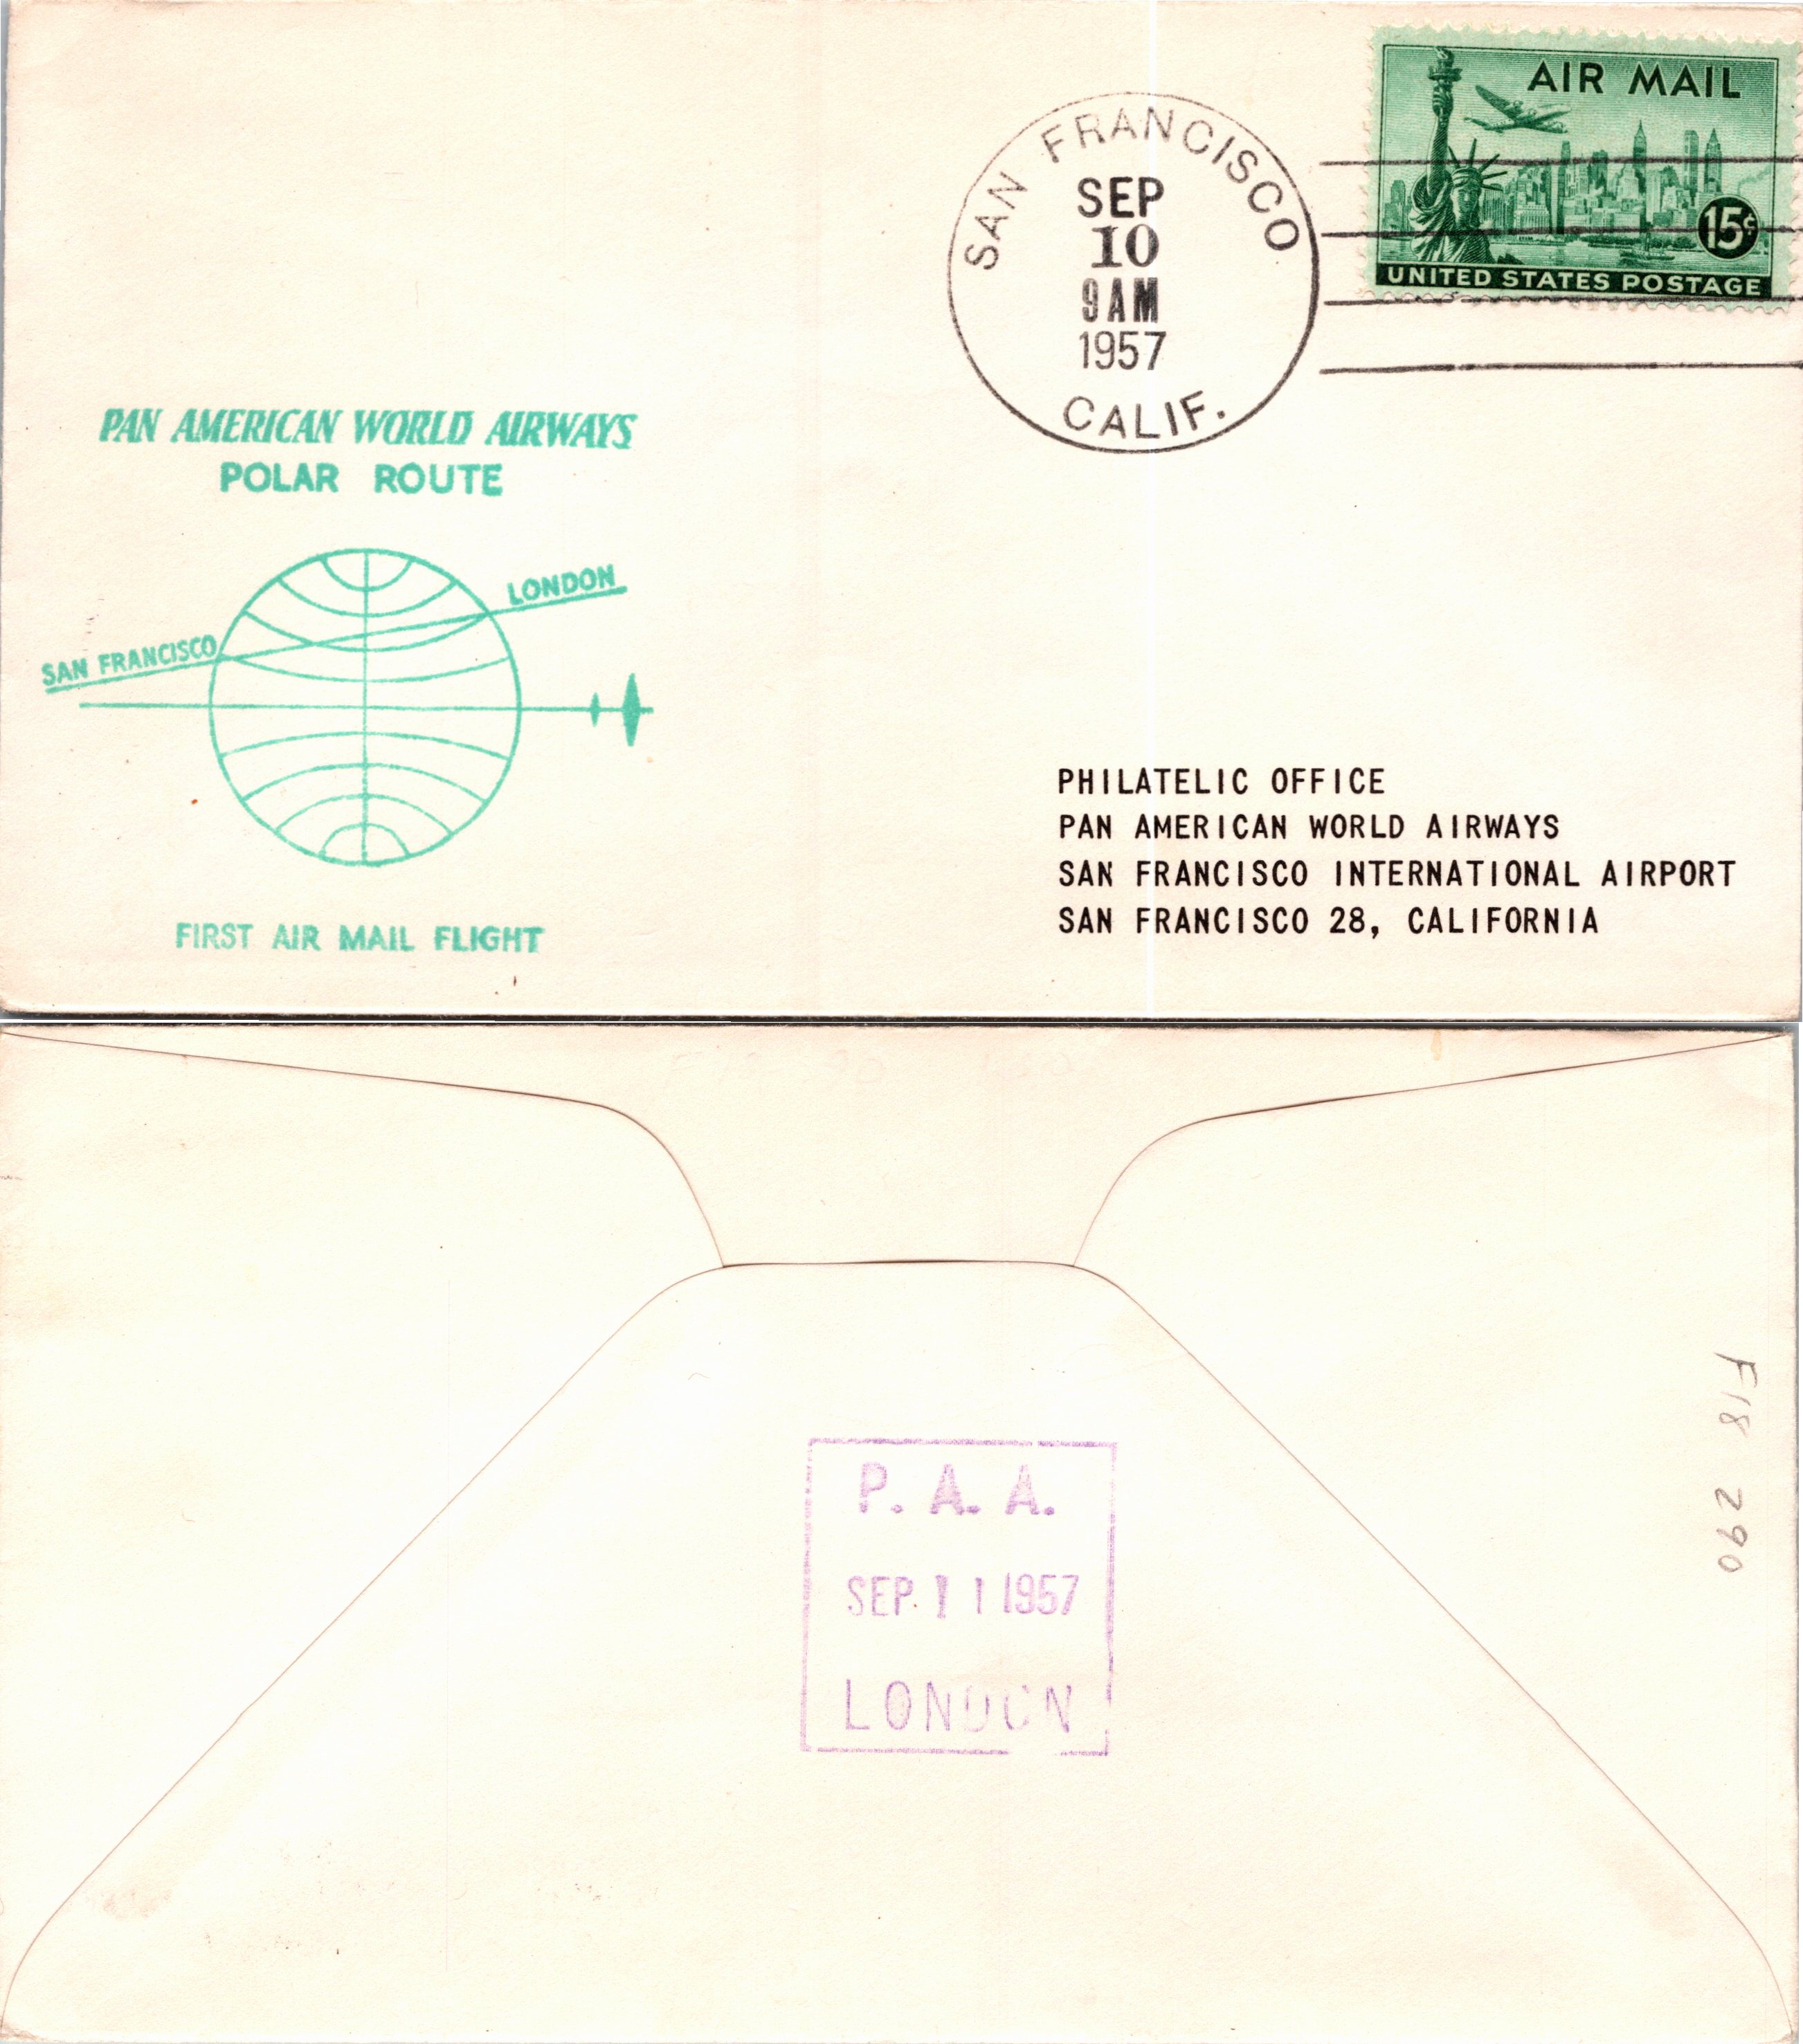 AIR MAIL
15¢
UNITED STATES POSTAGE
SAN FRANCISCO
SEP
10
9 AM
1957
CALIF.
PAN AMERICAN WORLD AIRWAYS
POLAR ROUTE
LONDON
SAN FRANCISCO
FIRST AIR MAIL FLIGHT
PHILATELIC OFFICE
PAN AMERICAN WORLD AIRWAYS
SAN FRANCISCO INTERNATIONAL AIRPORT
SAN FRANCISCO 28, CALIFORNIA
P. A. A.
SEP. 11 1957
LONDON
F18 290